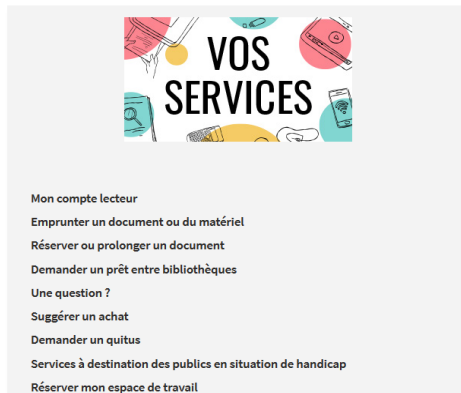 VOS
SERVICES
Mon compte lecteur
Emprunter un document ou du matériel
Réserver ou prolonger un document
Demander un prêt entre bibliothèques
Une question ?
Suggérer un achat
Demander un quitus
Services à destination des publics en situation de handicap
Réserver mon espace de travail